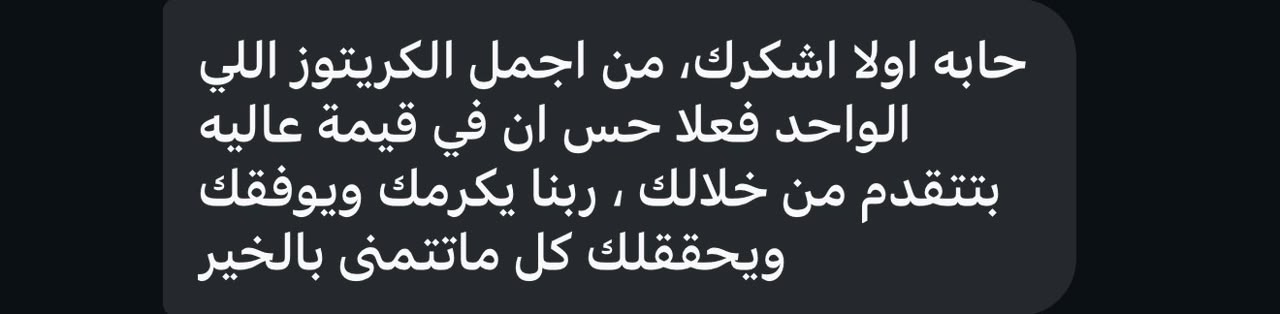 حابه اولا اشكرك، من اجمل الكريتوز اللي
الواحد فعلا حس ان في قيمة عاليه
بتتقدم من خلالك ، ربنا يكرمك ويوفقك
ويحققلك كل ماتتمنى بالخير